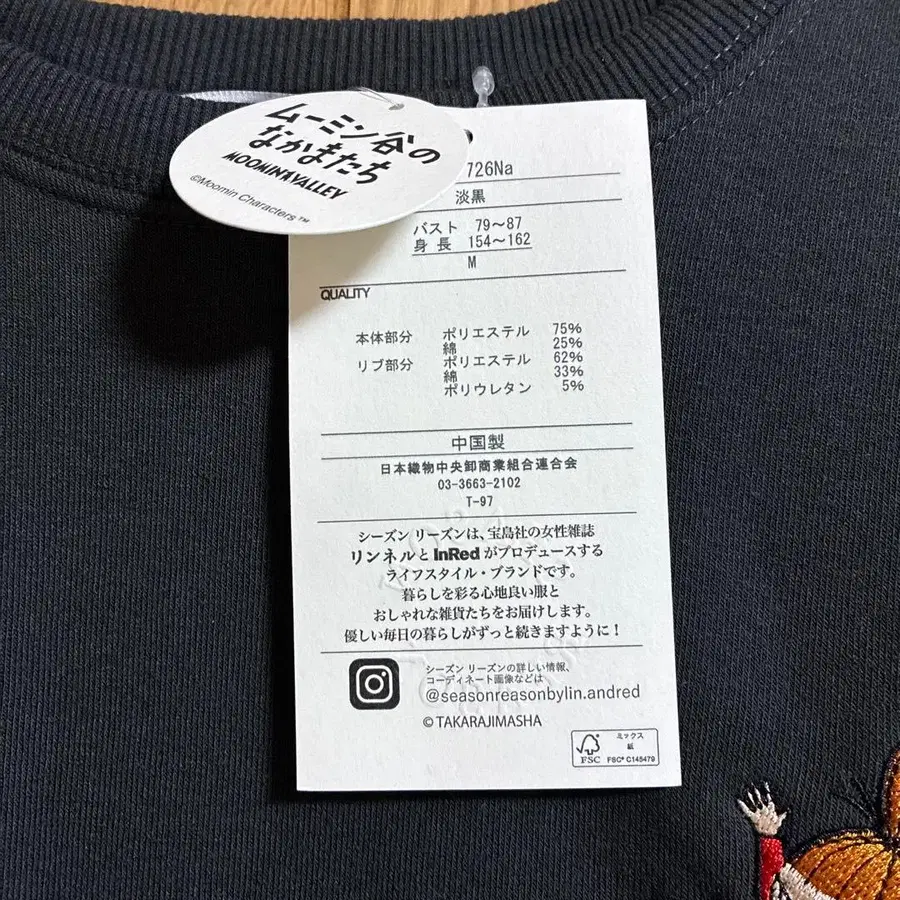 ムーミン谷の
なかまたち
MOOMINVALLEY
©Moomin Characters™
726Na
淡黒
バスト 79～87
身長 154～162
M
QUALITY
本体部分 ポリエステル 75%
綿 25%
リブ部分 ポリエステル 62%
綿 33%
ポリウレタン 5%
中国製
日本織物中央卸商業組合連合会
03-3663-2102
T-97
シーズン リーズンは、宝島社の女性雑誌
リンネルとInRedがプロデュースする
ライフスタイル・ブランドです。
暮らしを彩る心地良い服と
おしゃれな雑貨たちをお届けします。
優しい毎日の暮らしがずっと続きますように！
シーズン リーズンの詳しい情報、
コーディネート画像などは
@seasonreasonbylin.andred
© TAKARAJIMASHA
ミックス
紙
FSC
FSC® C145479